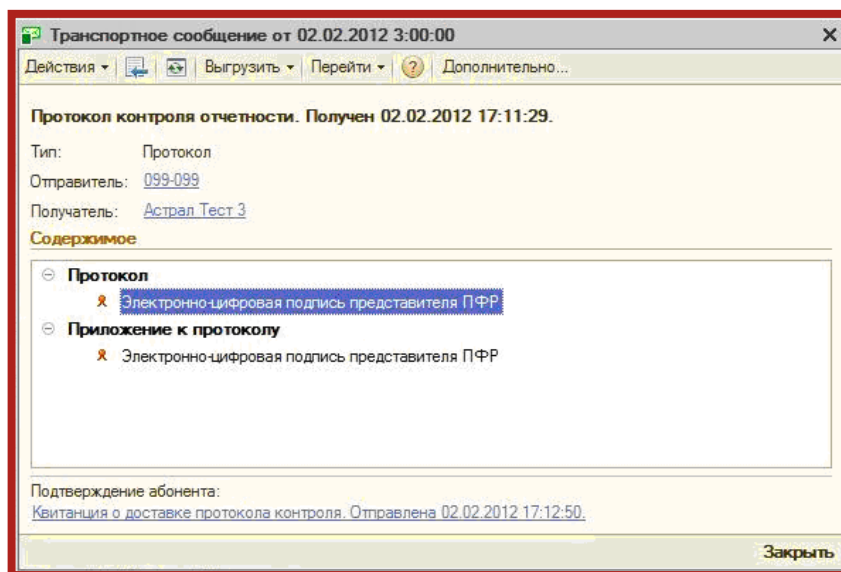 Транспортное сообщение от 02.02.2012 3:00:00
Действия Выгрузить Перейти ? Дополнительно...
Протокол контроля отчетности. Получен 02.02.2012 17:11:29.
Тип: Протокол
Отправитель: 099-099
Получатель: Астрал Тест 3
Содержимое
Протокол
Электронно-цифровая подпись представителя ПФР
Приложение к протоколу
Электронно-цифровая подпись представителя ПФР
Подтверждение абонента:
Квитанция о доставке протокола контроля. Отправлена 02.02.2012 17:12:50.
Закрыть